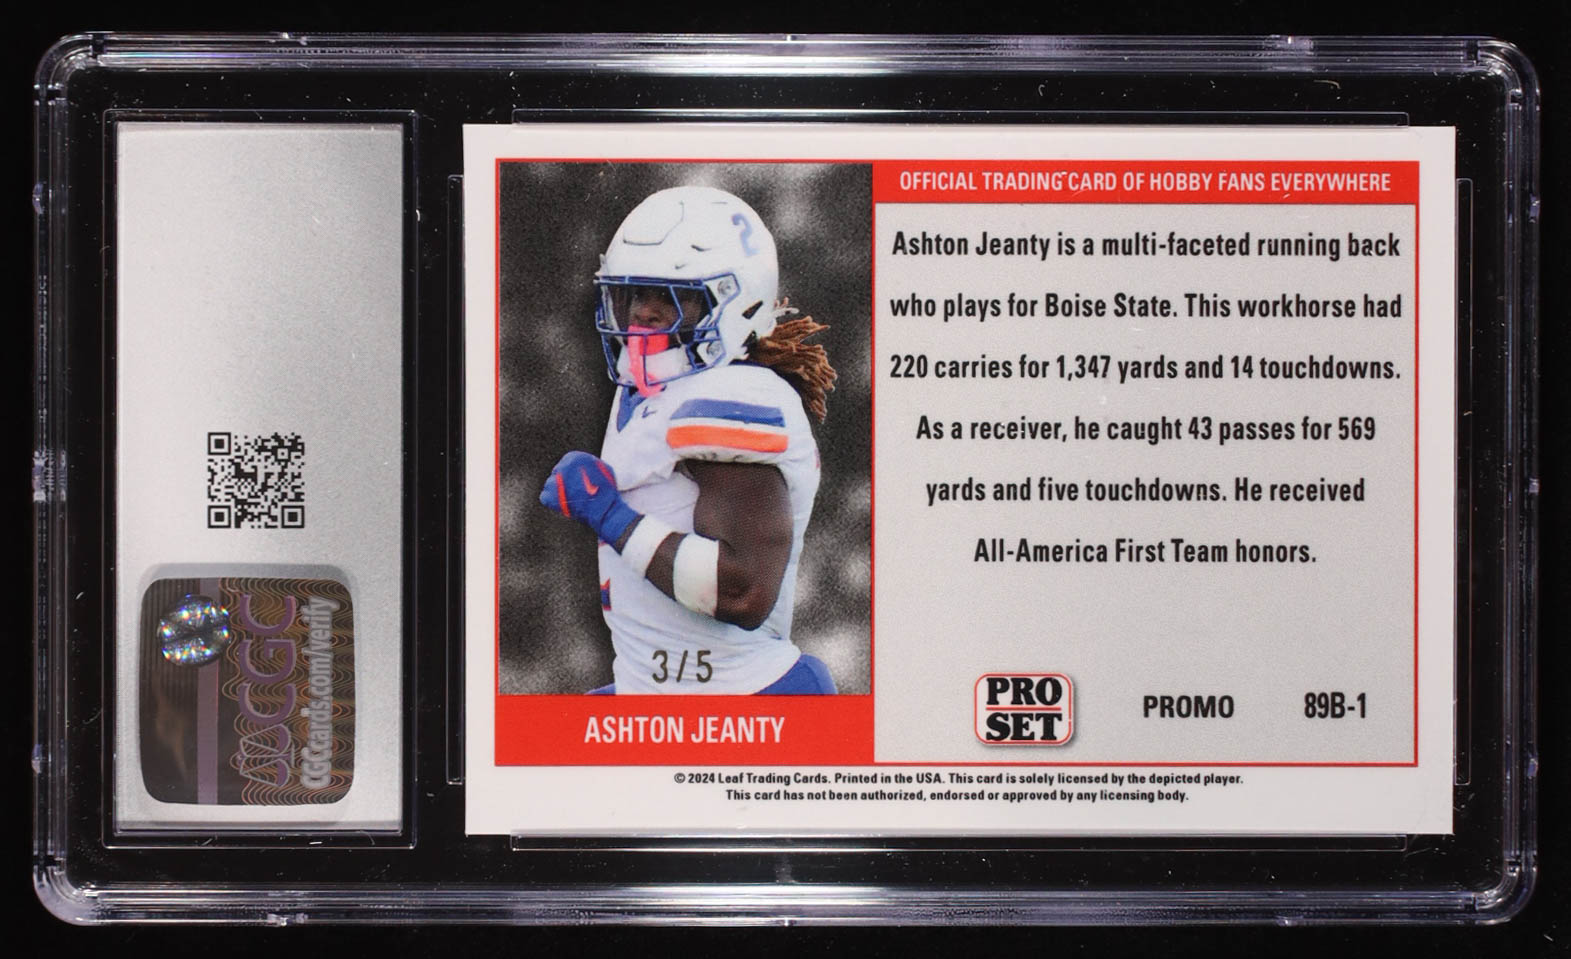 CGC
CGCcards.com/verify
2
3/5
ASHTON JEANTY
OFFICIAL TRADING CARD OF HOBBY FANS EVERYWHERE
Ashton Jeanty is a multi-faceted running back
who plays for Boise State. This workhorse had
220 carries for 1,347 yards and 14 touchdowns.
As a receiver, he caught 43 passes for 569
yards and five touchdowns. He received
All-America First Team honors.
PRO
SET
PROMO
89B-1
© 2024 Leaf Trading Cards. Printed in the USA. This card is solely licensed by the depicted player.
This card has not been authorized, endorsed or approved by any licensing body.